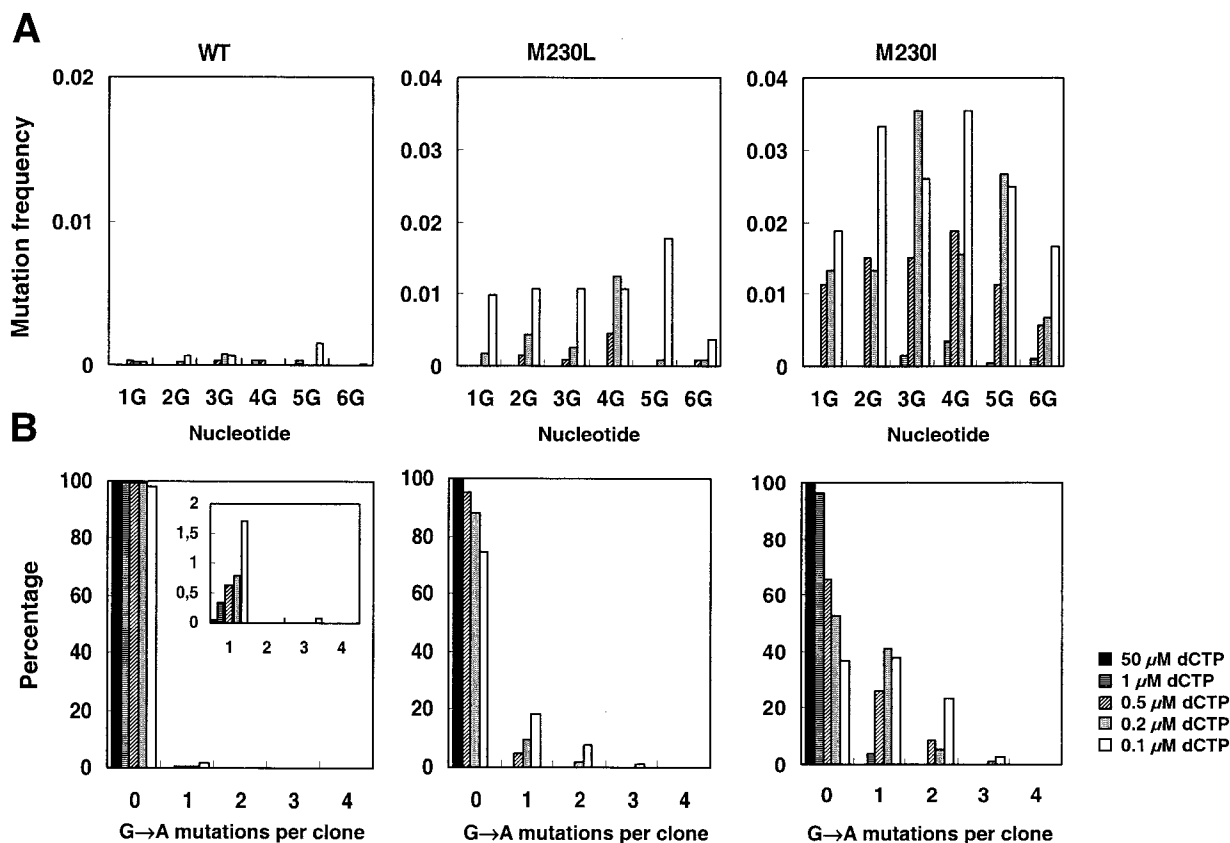 A
WT
M230L
M230I
Mutation frequency
0.02
0.01
0
1G 2G 3G 4G 5G 6G
Nucleotide
0.04
0.03
0.02
0.01
0
1G 2G 3G 4G 5G 6G
Nucleotide
0.04
0.03
0.02
0.01
0
1G 2G 3G 4G 5G 6G
Nucleotide
B
Percentage
100
80
60
40
20
0
0 1 2 3 4
G→A mutations per clone
2
1,5
1
0,5
0
1 2 3 4
100
80
60
40
20
0
0 1 2 3 4
G→A mutations per clone
100
80
60
40
20
0
0 1 2 3 4
G→A mutations per clone
50 µM dCTP
1 µM dCTP
0.5 µM dCTP
0.2 µM dCTP
0.1 µM dCTP